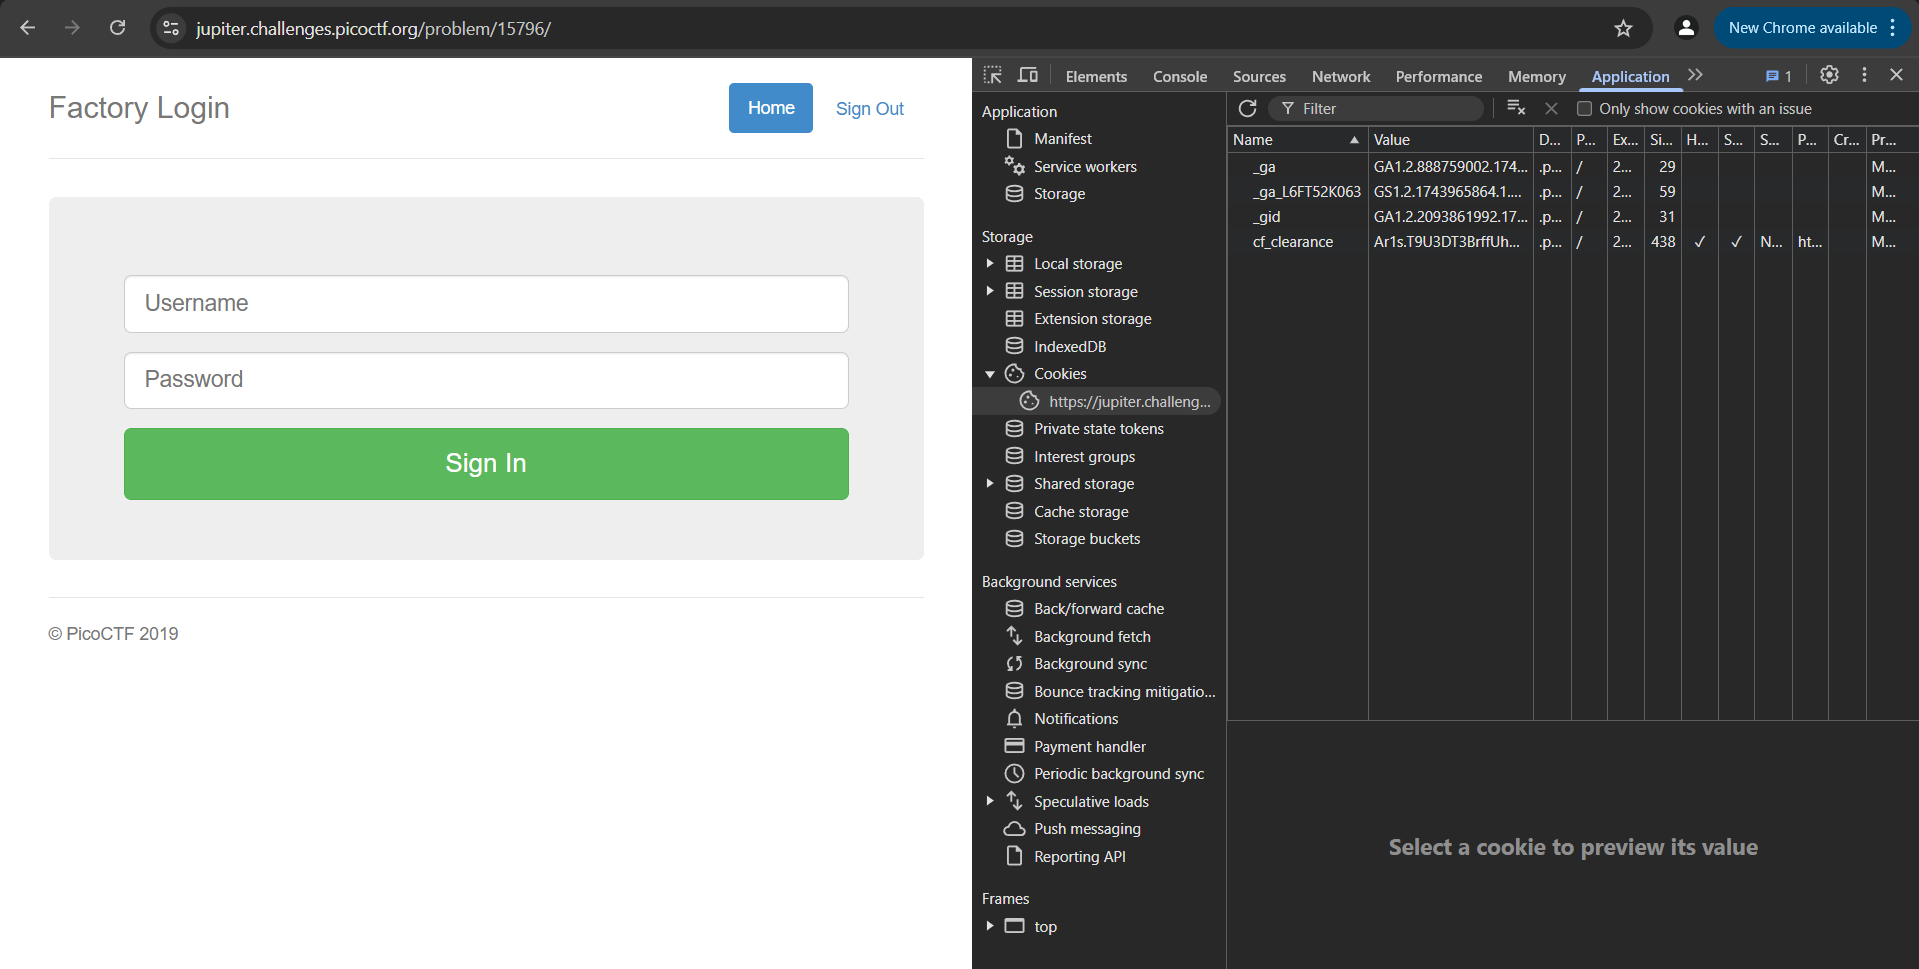 jupiter.challenges.picoctf.org/problem/15796/
New Chrome available
Factory Login
Home
Sign Out
Username
Password
Sign In
© PicoCTF 2019
Elements Console Sources Network Performance Memory Application 1
Application
Manifest
Service workers
Storage
Storage
Local storage
Session storage
Extension storage
IndexedDB
Cookies
https://jupiter.challeng...
Private state tokens
Interest groups
Shared storage
Cache storage
Storage buckets
Background services
Back/forward cache
Background fetch
Background sync
Bounce tracking mitigatio...
Notifications
Payment handler
Periodic background sync
Speculative loads
Push messaging
Reporting API
Frames
top
Filter
Only show cookies with an issue
Name Value D... P... Ex... Si... H... S... S... P... Cr... Pr...
_ga GA1.2.888759002.174... .p... / 2... 29 M...
_ga_L6FT52K063 GS1.2.1743965864.1.... .p... / 2... 59 M...
_gid GA1.2.2093861992.17... .p... / 2... 31 M...
cf_clearance Ar1s.T9U3DT3BrffUh... .p... / 2... 438 ✓ ✓ N... ht... M...
Select a cookie to preview its value